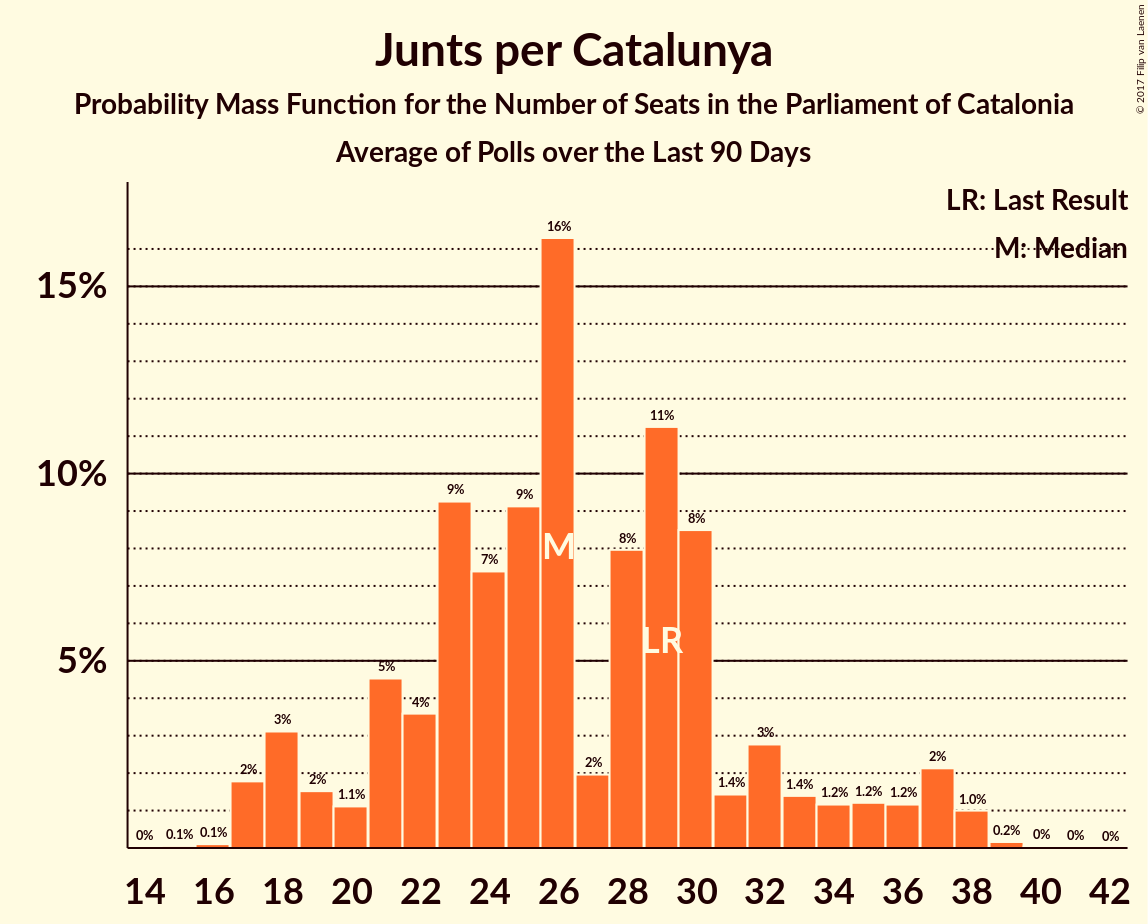 Junts per Catalunya
Probability Mass Function for the Number of Seats in the Parliament of Catalonia
Average of Polls over the Last 90 Days
© 2017 Filip van Laenen
LR: Last Result
M: Median
15%
10%
5%
0% 0.1% 0.1% 2% 3% 2% 1.1% 5% 4% 9% 7% 9% 16% 2% 8% 11% 8% 1.4% 3% 1.4% 1.2% 1.2% 1.2% 2% 1.0% 0.2% 0% 0% 0%
M
LR
14 16 18 20 22 24 26 28 30 32 34 36 38 40 42